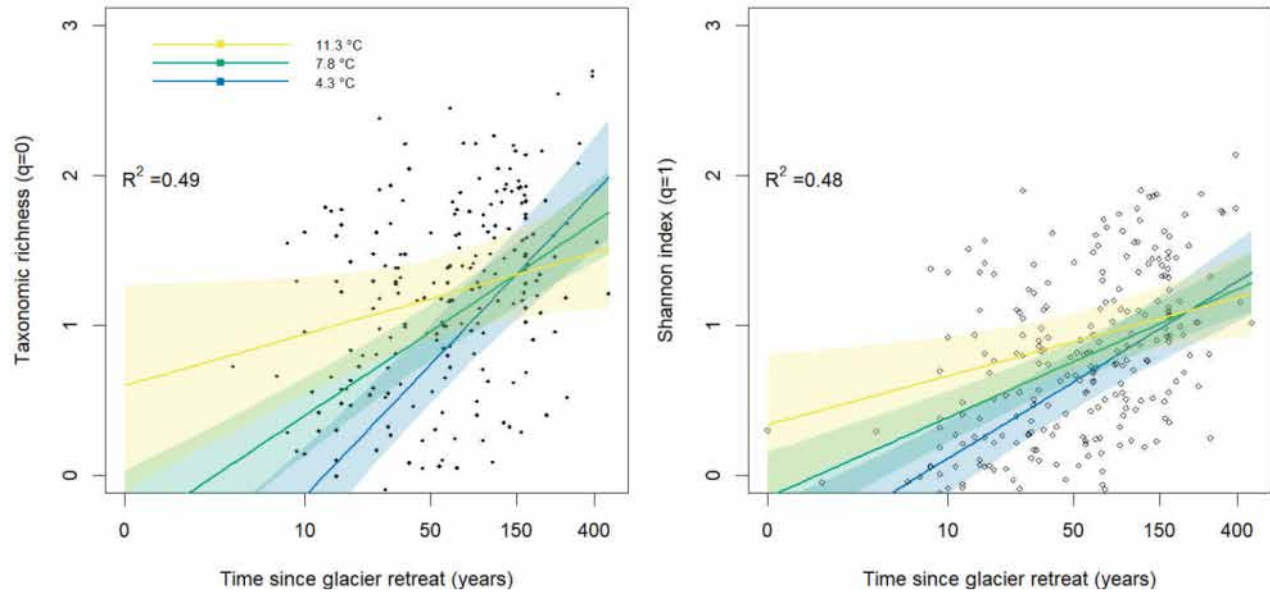 Taxonomic richness (q=0)
3
2
1
0
11.3 °C
7.8 °C
4.3 °C
R² =0.49
0 10 50 150 400
Time since glacier retreat (years)
Shannon index (q=1)
3
2
1
0
R² =0.48
0 10 50 150 400
Time since glacier retreat (years)